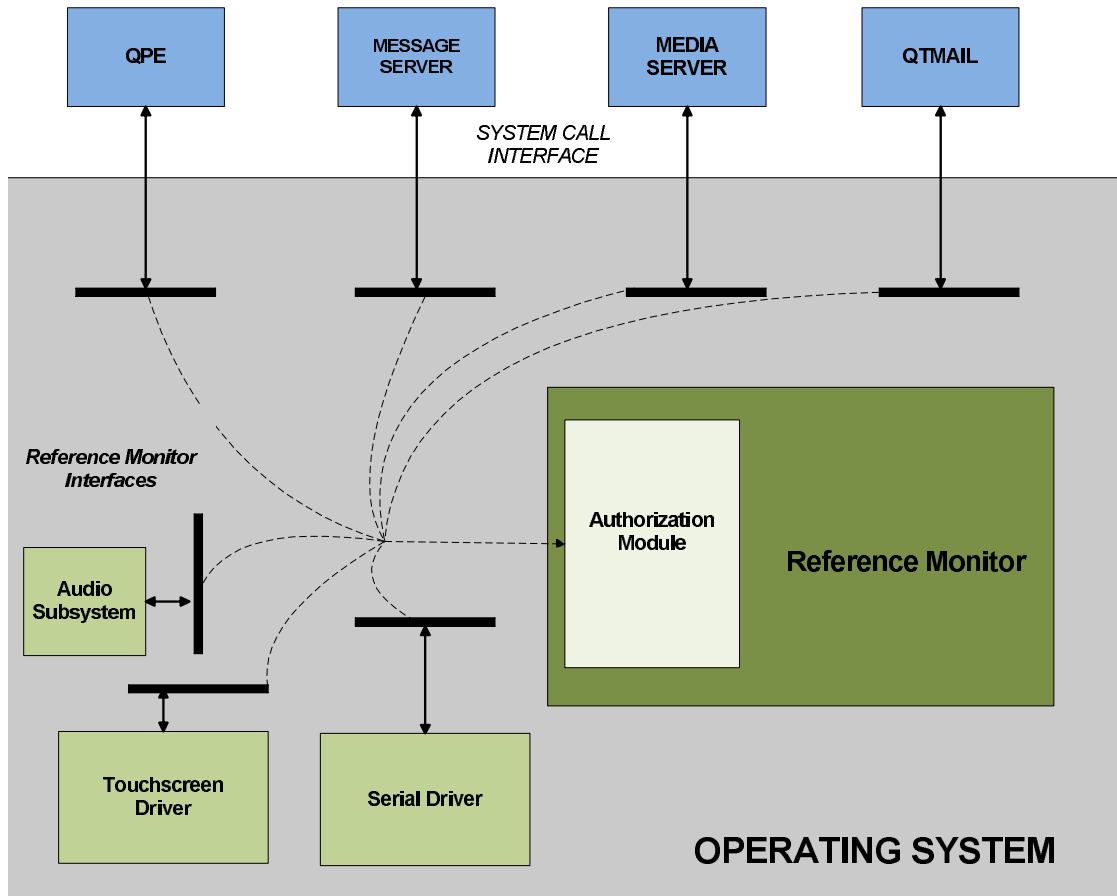 QPE
MESSAGE
SERVER
MEDIA
SERVER
QTMAIL
SYSTEM CALL
INTERFACE
Reference Monitor
Interfaces
Authorization
Module
Reference Monitor
Audio
Subsystem
Touchscreen
Driver
Serial Driver
OPERATING SYSTEM